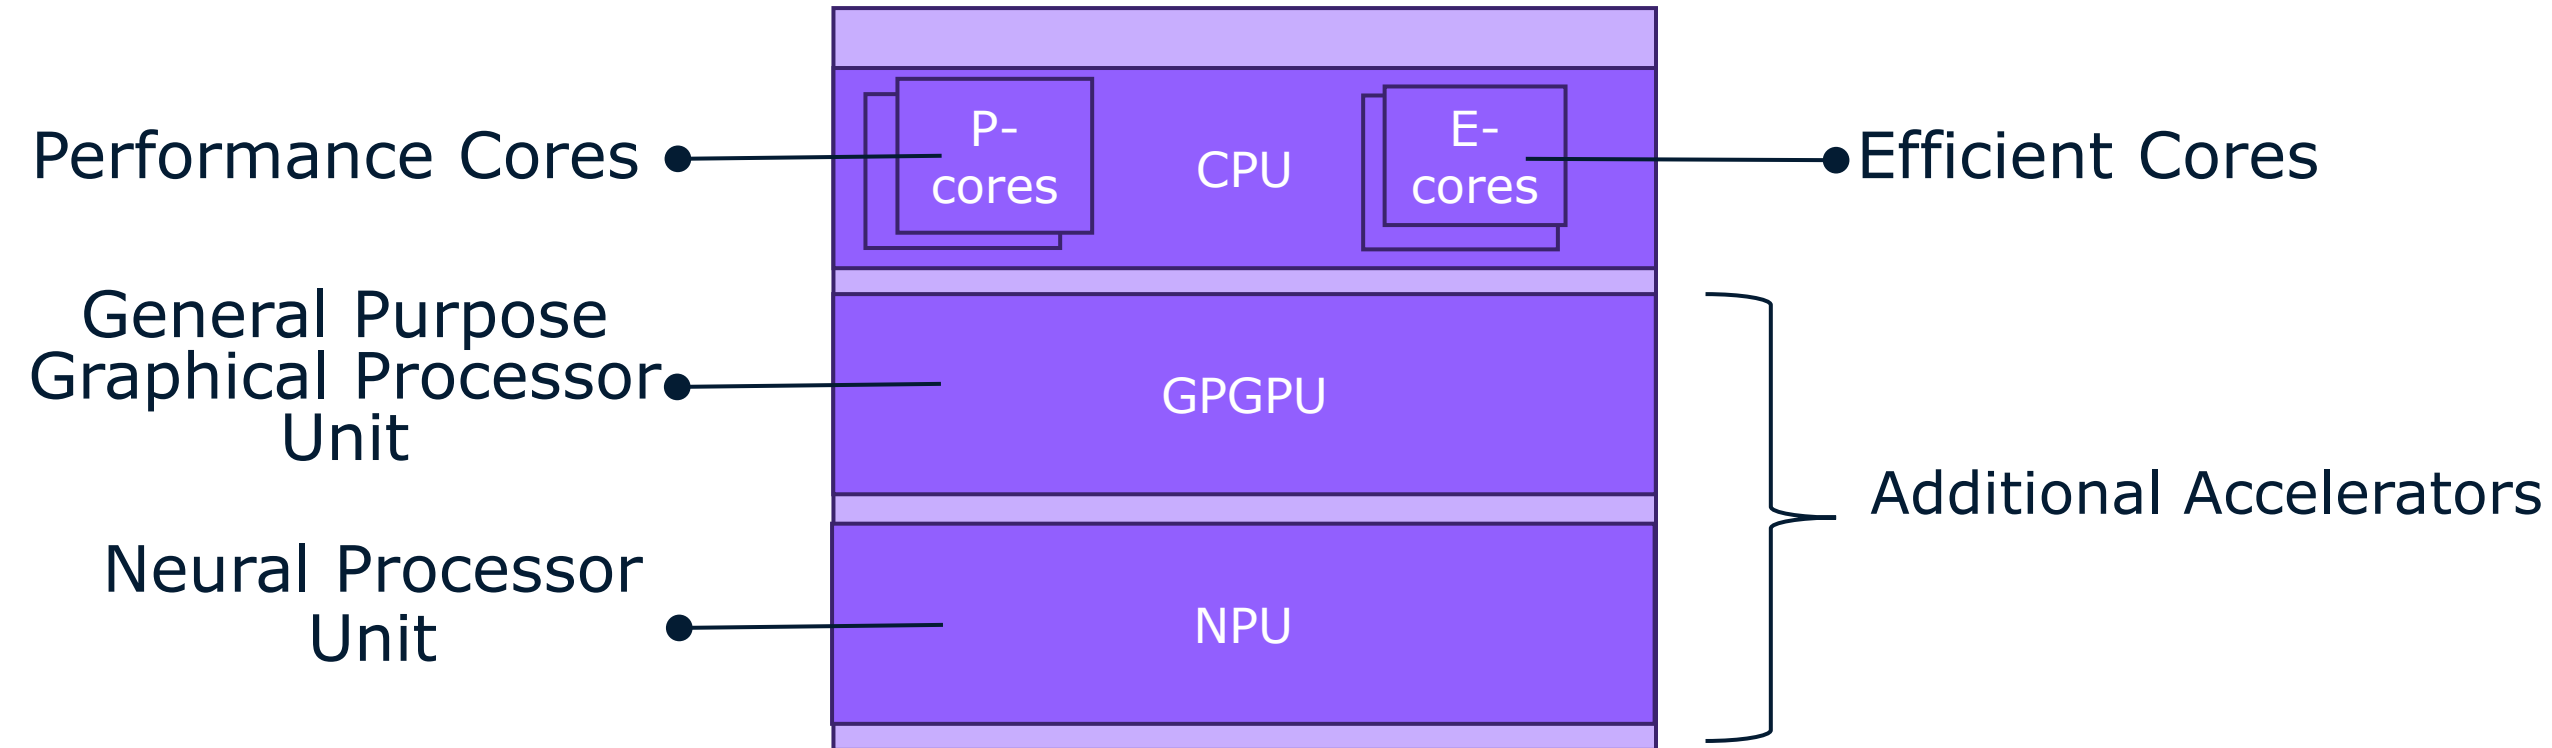 Performance Cores
P-
cores
CPU
E-
cores
Efficient Cores
General Purpose
Graphical Processor
Unit
GPGPU
Additional Accelerators
Neural Processor
Unit
NPU